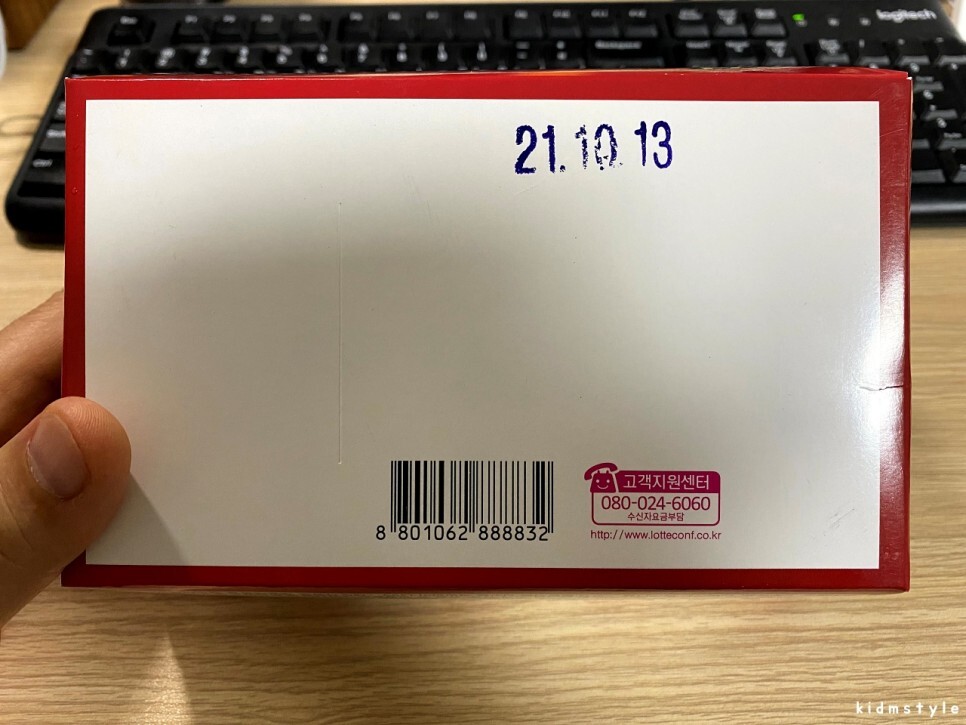 logitech
21.10.13
8 801062 888832
고객지원센터
080-024-6060
수신자요금부담
http://www.lotteconf.co.kr
kidmstyle